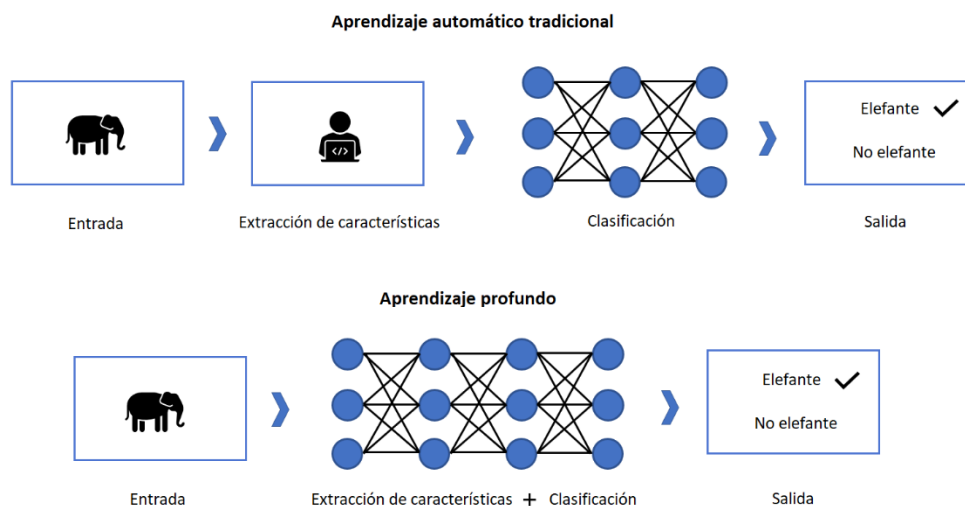 Aprendizaje automático tradicional
</>
Elefante
No elefante
Entrada
Extracción de características
Clasificación
Salida
Aprendizaje profundo
Elefante
No elefante
Entrada
Extracción de características + Clasificación
Salida